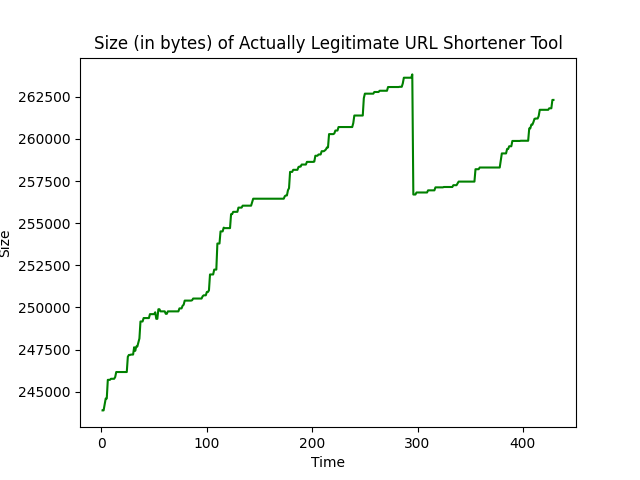 Size (in bytes) of Actually Legitimate URL Shortener Tool
262500
260000
257500
255000
252500
250000
247500
245000
Size
0 100 200 300 400
Time